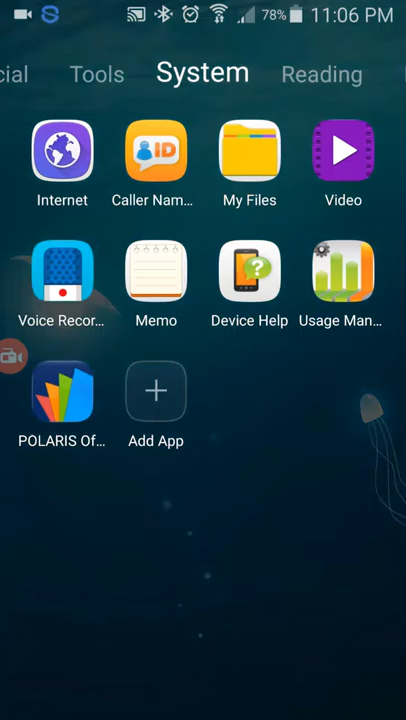 78% 11:06 PM
cial Tools System Reading
Internet Caller Nam... My Files Video
ID
Voice Recor... Memo Device Help Usage Man...
POLARIS Of... Add App